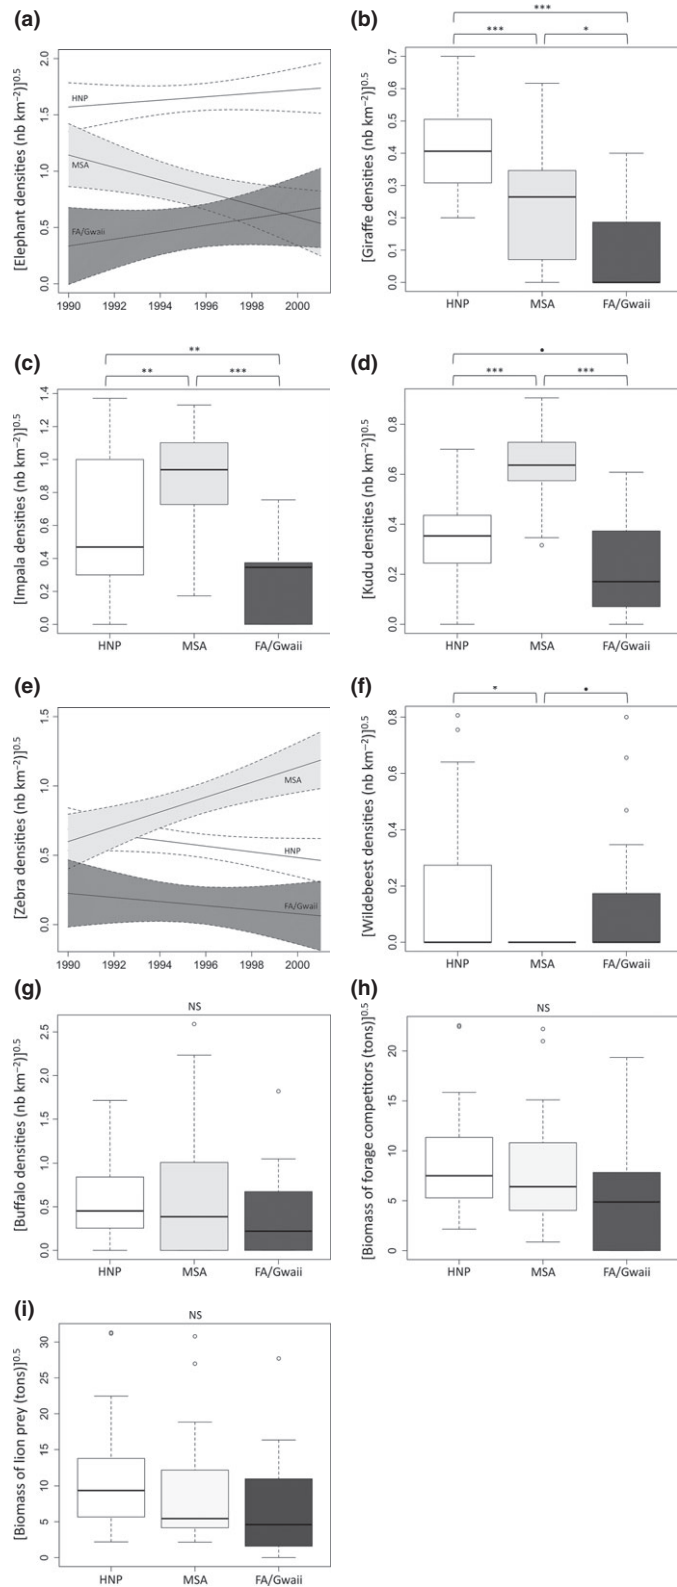 (a)
[Elephant densities (nb km⁻²)]⁰·⁵
2.0
1.5
1.0
0.5
0.0
HNP
MSA
FA/Gwaii
1990 1992 1994 1996 1998 2000
(b)
***
*** *
[Giraffe densities (nb km⁻²)]⁰·⁵
0.7
0.6
0.5
0.4
0.3
0.2
0.1
0.0
HNP MSA FA/Gwaii
(c)
**
** ***
[Impala densities (nb km⁻²)]⁰·⁵
1.4
1.2
1.0
0.8
0.6
0.4
0.2
0.0
HNP MSA FA/Gwaii
(d)
•
*** ***
[Kudu densities (nb km⁻²)]⁰·⁵
0.8
0.6
0.4
0.2
0.0
HNP MSA FA/Gwaii
(e)
[Zebra densities (nb km⁻²)]⁰·⁵
1.5
1.0
0.5
0.0
MSA
HNP
FA/Gwaii
1990 1992 1994 1996 1998 2000
(f)
* •
[Wildebeest densities (nb km⁻²)]⁰·⁵
0.8
0.6
0.4
0.2
0.0
HNP MSA FA/Gwaii
(g)
NS
[Buffalo densities (nb km⁻²)]⁰·⁵
2.5
2.0
1.5
1.0
0.5
0.0
HNP MSA FA/Gwaii
(h)
NS
[Biomass of forage competitors (tons)]⁰·⁵
20
15
10
5
0
HNP MSA FA/Gwaii
(i)
NS
[Biomass of lion prey (tons)]⁰·⁵
30
25
20
15
10
5
0
HNP MSA FA/Gwaii